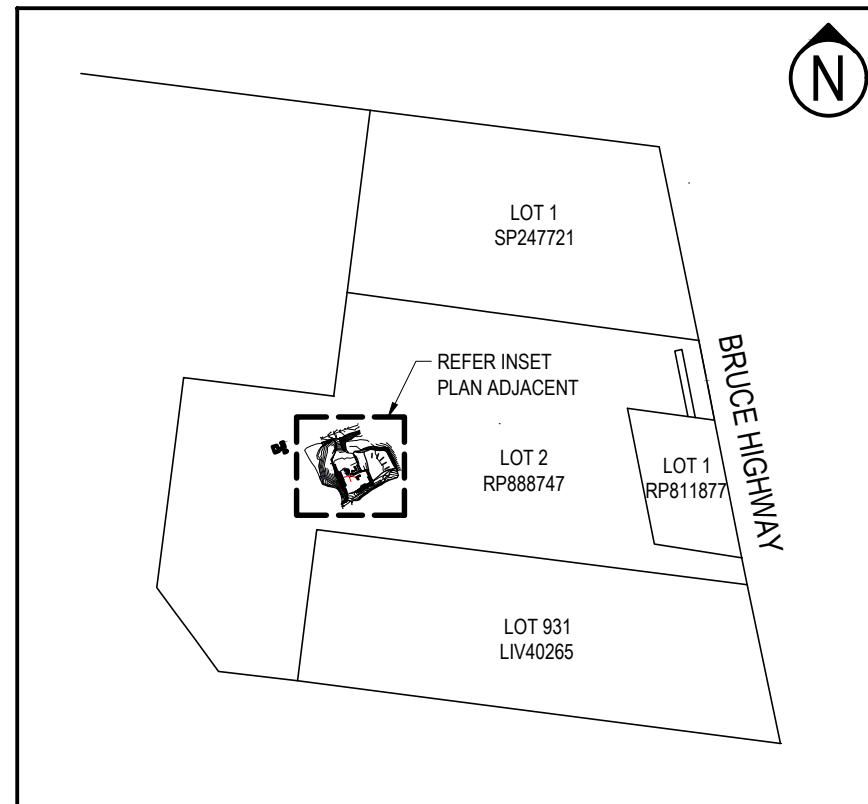 N
LOT 1
SP247721
REFER INSET
PLAN ADJACENT
BRUCE HIGHWAY
LOT 2
RP888747
LOT 1
RP811877
LOT 931
LIV40265